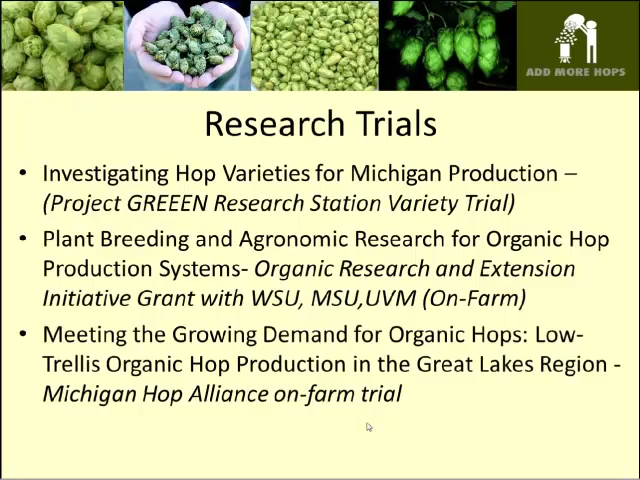 ADD MORE HOPS
Research Trials
• Investigating Hop Varieties for Michigan Production –
(Project GREEEN Research Station Variety Trial)
• Plant Breeding and Agronomic Research for Organic Hop
Production Systems- Organic Research and Extension
Initiative Grant with WSU, MSU,UVM (On-Farm)
• Meeting the Growing Demand for Organic Hops: Low-
Trellis Organic Hop Production in the Great Lakes Region -
Michigan Hop Alliance on-farm trial